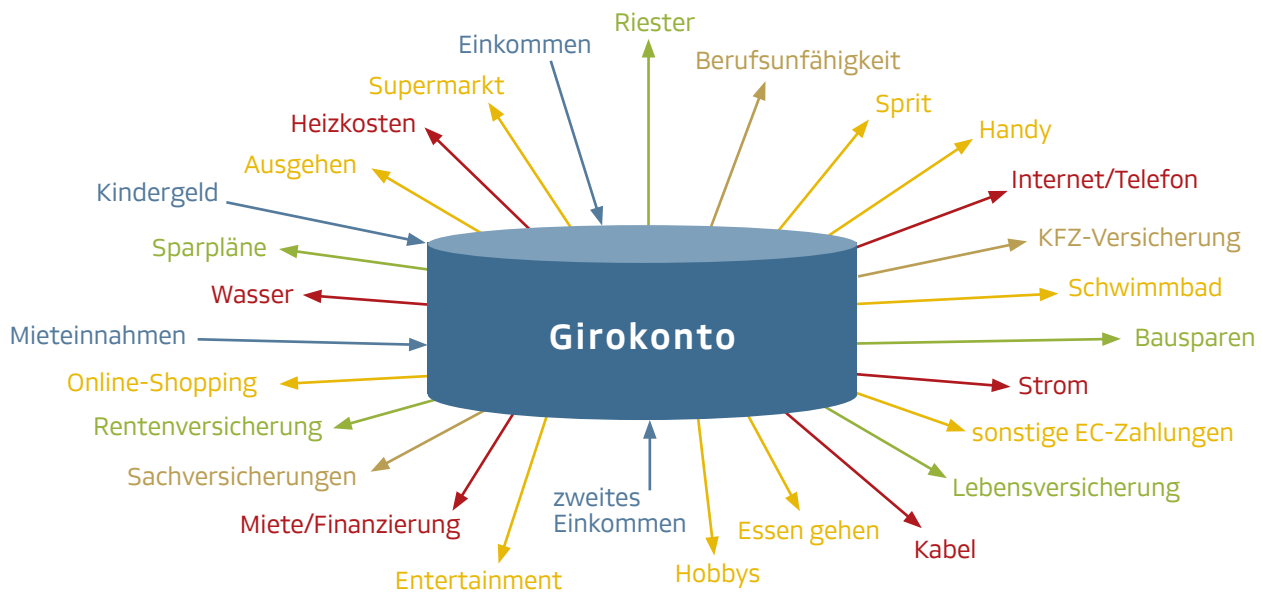 Riester
Einkommen
Berufsunfähigkeit
Supermarkt
Sprit
Heizkosten
Handy
Ausgehen
Internet/Telefon
Kindergeld
KFZ-Versicherung
Sparpläne
Schwimmbad
Wasser
Mieteinnahmen
Girokonto
Bausparen
Online-Shopping
Strom
Rentenversicherung
sonstige EC-Zahlungen
Sachversicherungen
Lebensversicherung
zweites
Einkommen
Miete/Finanzierung
Essen gehen
Kabel
Entertainment
Hobbys